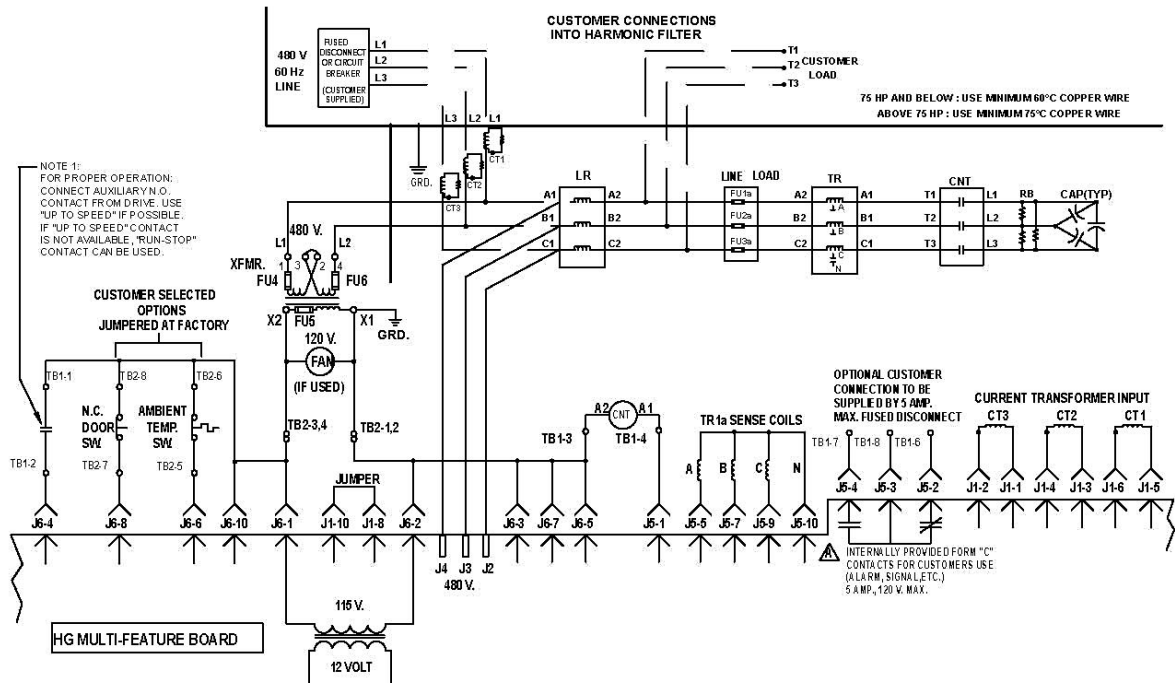 CUSTOMER CONNECTIONS
INTO HARMONIC FILTER
480 V
60 Hz
LINE
FUSED
DISCONNECT
OR CIRCUIT
BREAKER
(CUSTOMER
SUPPLIED)
L1
L2
L3
T1
T2
T3
CUSTOMER
LOAD
75 HP AND BELOW : USE MINIMUM 60°C COPPER WIRE
ABOVE 75 HP : USE MINIMUM 75°C COPPER WIRE
L3 L2 L1
CT1
CT2
CT3
GRD.
NOTE 1:
FOR PROPER OPERATION:
CONNECT AUXILIARY N.O.
CONTACT FROM DRIVE. USE
"UP TO SPEED" IF POSSIBLE.
IF "UP TO SPEED" CONTACT
IS NOT AVAILABLE, "RUN-STOP"
CONTACT CAN BE USED.
LR
LINE LOAD
TR
CNT
RB
CAP(TYP)
A1 A2 FU1a A2 A A1 T1 L1
B1 B2 FU2a B2 B B1 T2 L2
C1 C2 FU3a C2 C C1 T3 L3
N
L1 480 V. L2
XFMR. 1 3 2 4
FU4 FU6
X2 FU5 X1
GRD.
120 V.
FAN
(IF USED)
CUSTOMER SELECTED
OPTIONS
JUMPERED AT FACTORY
TB1-1 TB2-8 TB2-6
N.C.
DOOR
SW.
AMBIENT
TEMP.
SW.
TB1-2 TB2-7 TB2-5
TB2-3,4 TB2-1,2
JUMPER
A2 CNT A1
TB1-3 TB1-4
TR1a SENSE COILS
A B C N
OPTIONAL CUSTOMER
CONNECTION TO BE
SUPPLIED BY 5 AMP.
MAX. FUSED DISCONNECT
TB1-7 TB1-8 TB1-6
CURRENT TRANSFORMER INPUT
CT3 CT2 CT1
J5-4 J5-3 J5-2 J1-2 J1-1 J1-4 J1-3 J1-6 J1-5
J6-4 J6-8 J6-6 J6-10 J6-1 J1-10 J1-8 J6-2 J6-3 J6-7 J6-5 J5-1 J5-5 J5-7 J5-9 J5-10
J4 J3 J2
480 V.
A
INTERNALLY PROVIDED FORM "C"
CONTACTS FOR CUSTOMERS USE
(ALARM, SIGNAL, ETC.)
5 AMP., 120 V. MAX.
115 V.
12 VOLT
HG MULTI-FEATURE BOARD